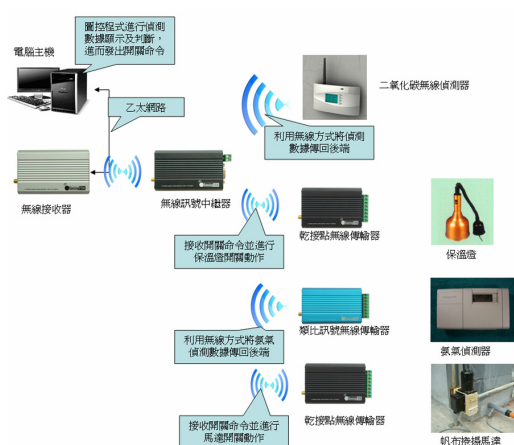 圖控程式進行偵測
數據顯示及判斷,
進而發出開關命令
電腦主機
乙太網路
二氧化碳無線偵測器
利用無線方式將偵測
數據傳回後端
無線接收器
無線訊號中繼器
乾接點無線傳輸器
接收開關命令並進行
保溫燈開關動作
保溫燈
類比訊號無線傳輸器
利用無線方式將氨氣
偵測數據傳回後端
氨氣偵測器
接收開關命令並進行
馬達開關動作
乾接點無線傳輸器
帆布捲揚馬達